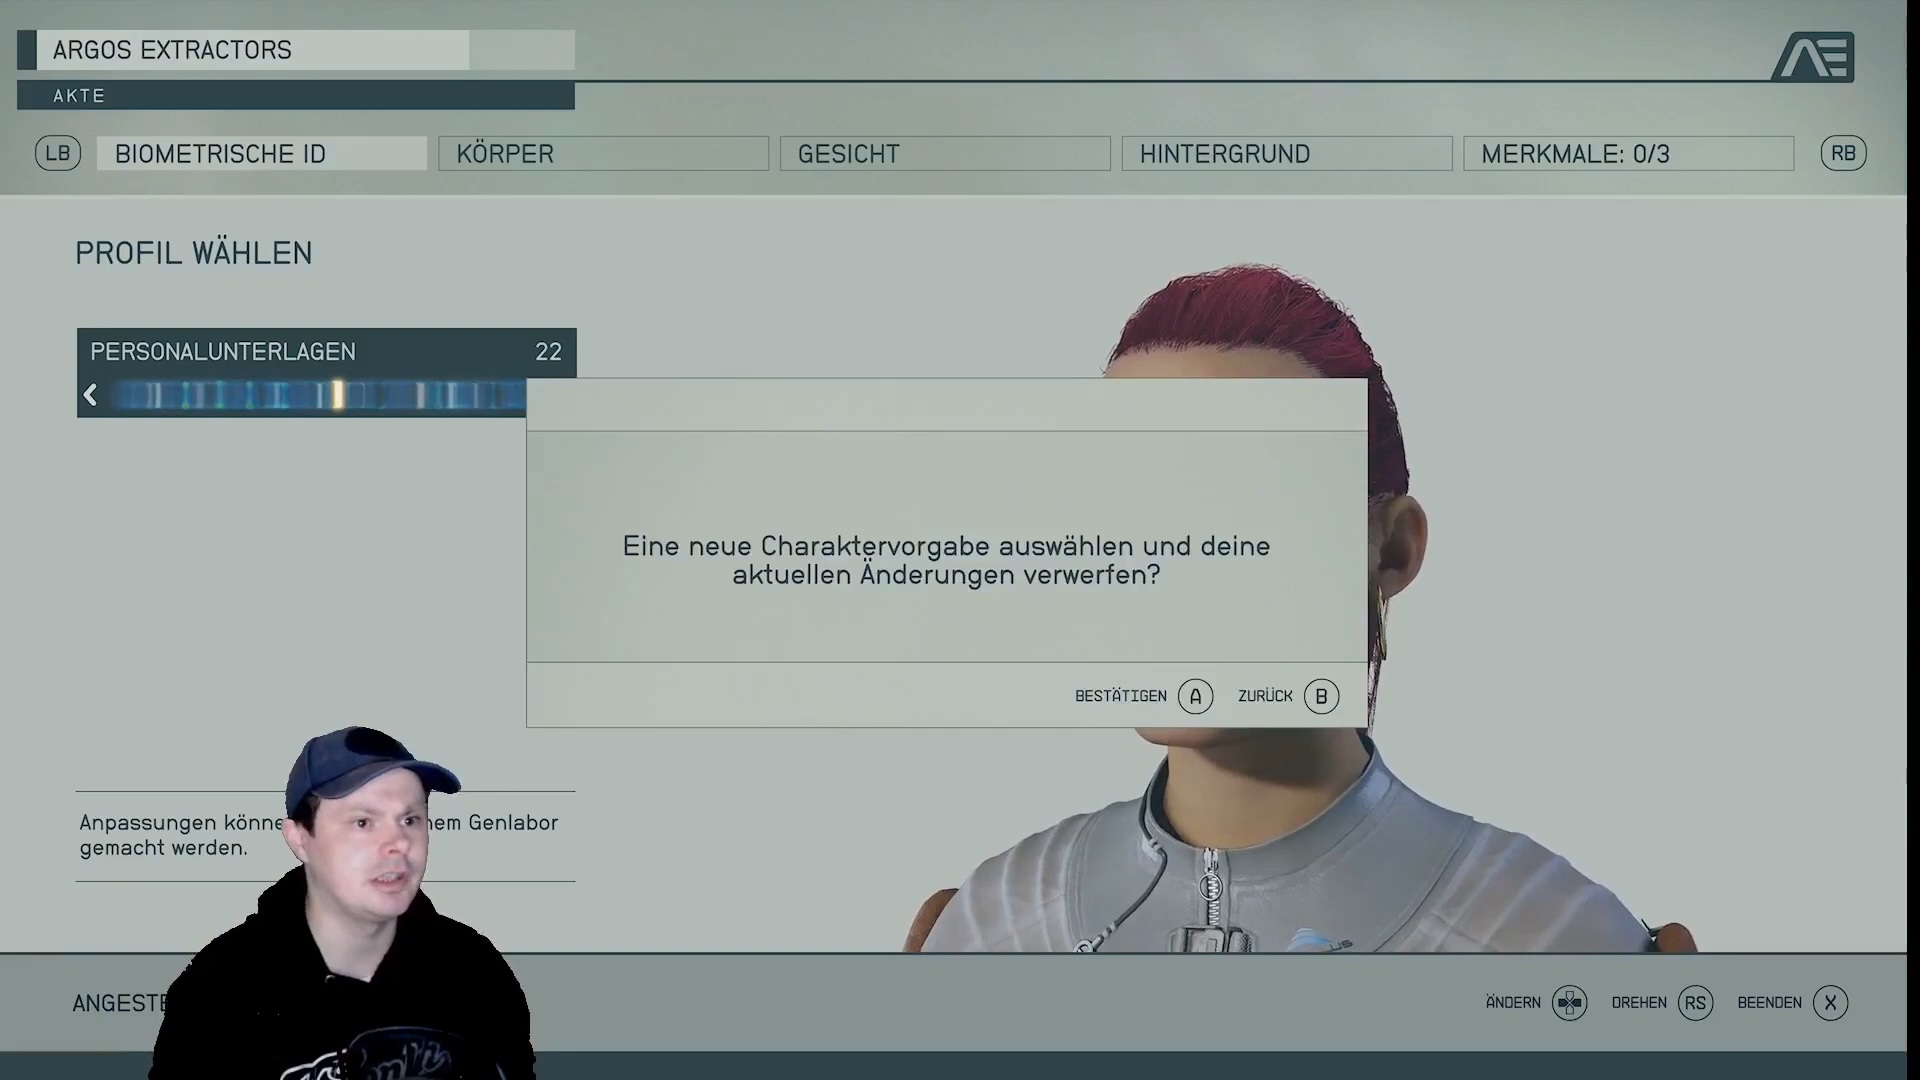 ARGOS EXTRACTORS
AE
AKTE
LB
BIOMETRISCHE ID
KÖRPER
GESICHT
HINTERGRUND
MERKMALE: 0/3
RB
PROFIL WÄHLEN
PERSONALUNTERLAGEN 22
Eine neue Charaktervorgabe auswählen und deine
aktuellen Änderungen verwerfen?
BESTÄTIGEN A ZURÜCK B
Anpassungen könne nem Genlabor
gemacht werden.
ANGESTE
ÄNDERN DREHEN RS BEENDEN X